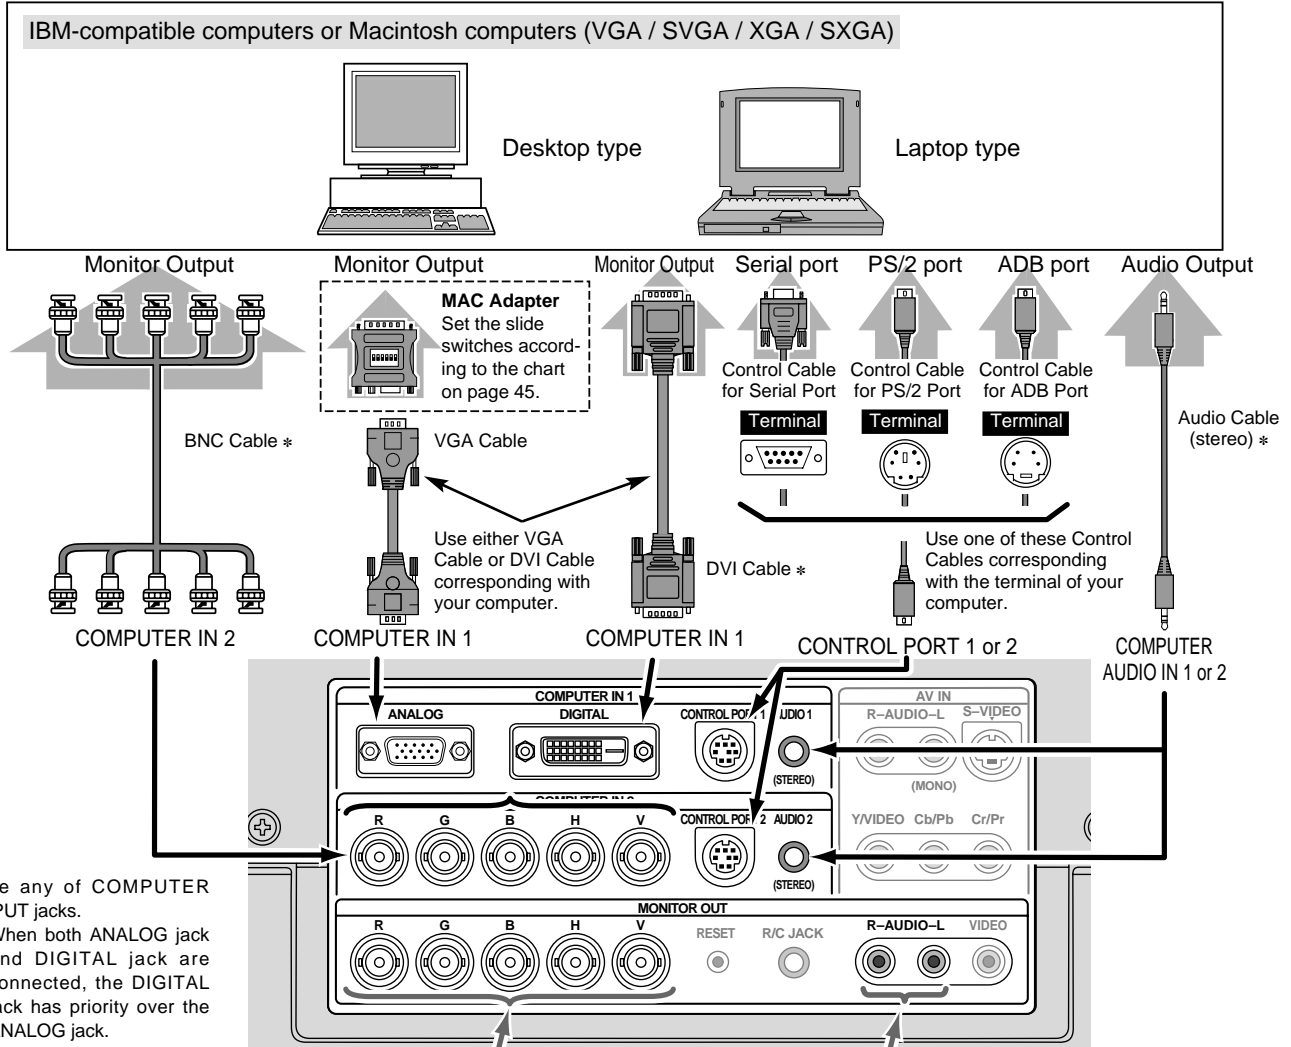 IBM-compatible computers or Macintosh computers (VGA / SVGA / XGA / SXGA)
Desktop type
Laptop type
Monitor Output
Monitor Output
Monitor Output
Serial port
PS/2 port
ADB port
Audio Output
MAC Adapter
Set the slide
switches accord-
ing to the chart
on page 45.
Control Cable
for Serial Port
Control Cable
for PS/2 Port
Control Cable
for ADB Port
Terminal
Terminal
Terminal
BNC Cable *
VGA Cable
Audio Cable
(stereo) *
Use either VGA
Cable or DVI Cable
corresponding with
your computer.
DVI Cable *
Use one of these Control
Cables corresponding
with the terminal of your
computer.
COMPUTER IN 2
COMPUTER IN 1
COMPUTER IN 1
CONTROL PORT 1 or 2
COMPUTER
AUDIO IN 1 or 2
COMPUTER IN 1
ANALOG
DIGITAL
CONTROL PORT 1
AUDIO 1
(STEREO)
AV IN
R–AUDIO–L
S–VIDEO
(MONO)
COMPUTER IN 2
R
G
B
H
V
CONTROL PORT 2
AUDIO 2
(STEREO)
Y/VIDEO
Cb/Pb
Cr/Pr
MONITOR OUT
R
G
B
H
V
RESET
R/C JACK
R–AUDIO–L
VIDEO
e any of COMPUTER
PUT jacks.
When both ANALOG jack
nd DIGITAL jack are
onnected, the DIGITAL
ack has priority over the
NALOG jack.